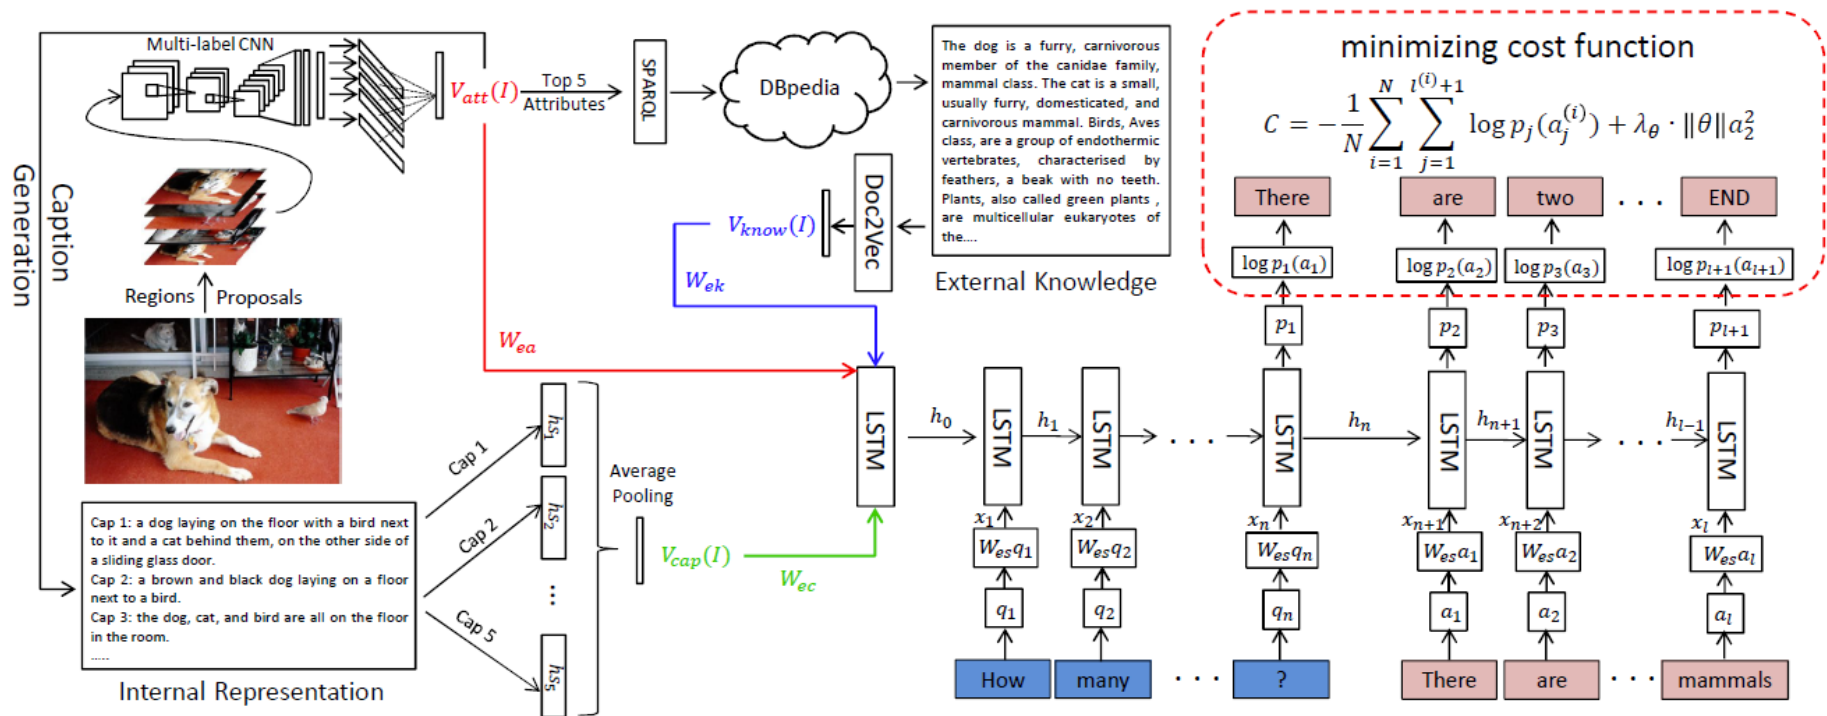 Multi-label CNN
V_att(I)
Top 5
Attributes
SPARQL
DBpedia
The dog is a furry, carnivorous
member of the canidae family,
mammal class. The cat is a small,
usually furry, domesticated, and
carnivorous mammal. Birds, Aves
class, are a group of endothermic
vertebrates, characterised by
feathers, a beak with no teeth.
Plants, also called green plants ,
are multicellular eukaryotes of
the....
External Knowledge
Doc2Vec
V_know(I)
W_ek
W_ea
Caption
Generation
Regions
Proposals
Cap 1: a dog laying on the floor with a bird next
to it and a cat behind them, on the other side of
a sliding glass door.
Cap 2: a brown and black dog laying on a floor
next to a bird.
Cap 3: the dog, cat, and bird are all on the floor
in the room.
.....
Internal Representation
Cap 1
Cap 2
Cap 5
hs_1
hs_2
...
hs_5
Average
Pooling
V_cap(I)
W_ec
minimizing cost function
C = −1/N ∑_{i=1}^{N} ∑_{j=1}^{l^(i)+1} log p_j(a_j^(i)) + λ_θ · ‖θ‖a_2^2
There are two . . . END
log p_1(a_1) log p_2(a_2) log p_3(a_3) log p_{l+1}(a_{l+1})
p_1 p_2 p_3 p_{l+1}
LSTM h_0 LSTM h_1 LSTM . . . LSTM h_n LSTM h_{n+1} LSTM . . . h_{l−1} LSTM
x_1 x_2 x_n x_{n+1} x_{n+2} x_l
W_es q_1 W_es q_2 W_es q_n W_es a_1 W_es a_2 W_es a_l
q_1 q_2 q_n a_1 a_2 a_l
How many . . . ? There are . . . mammals